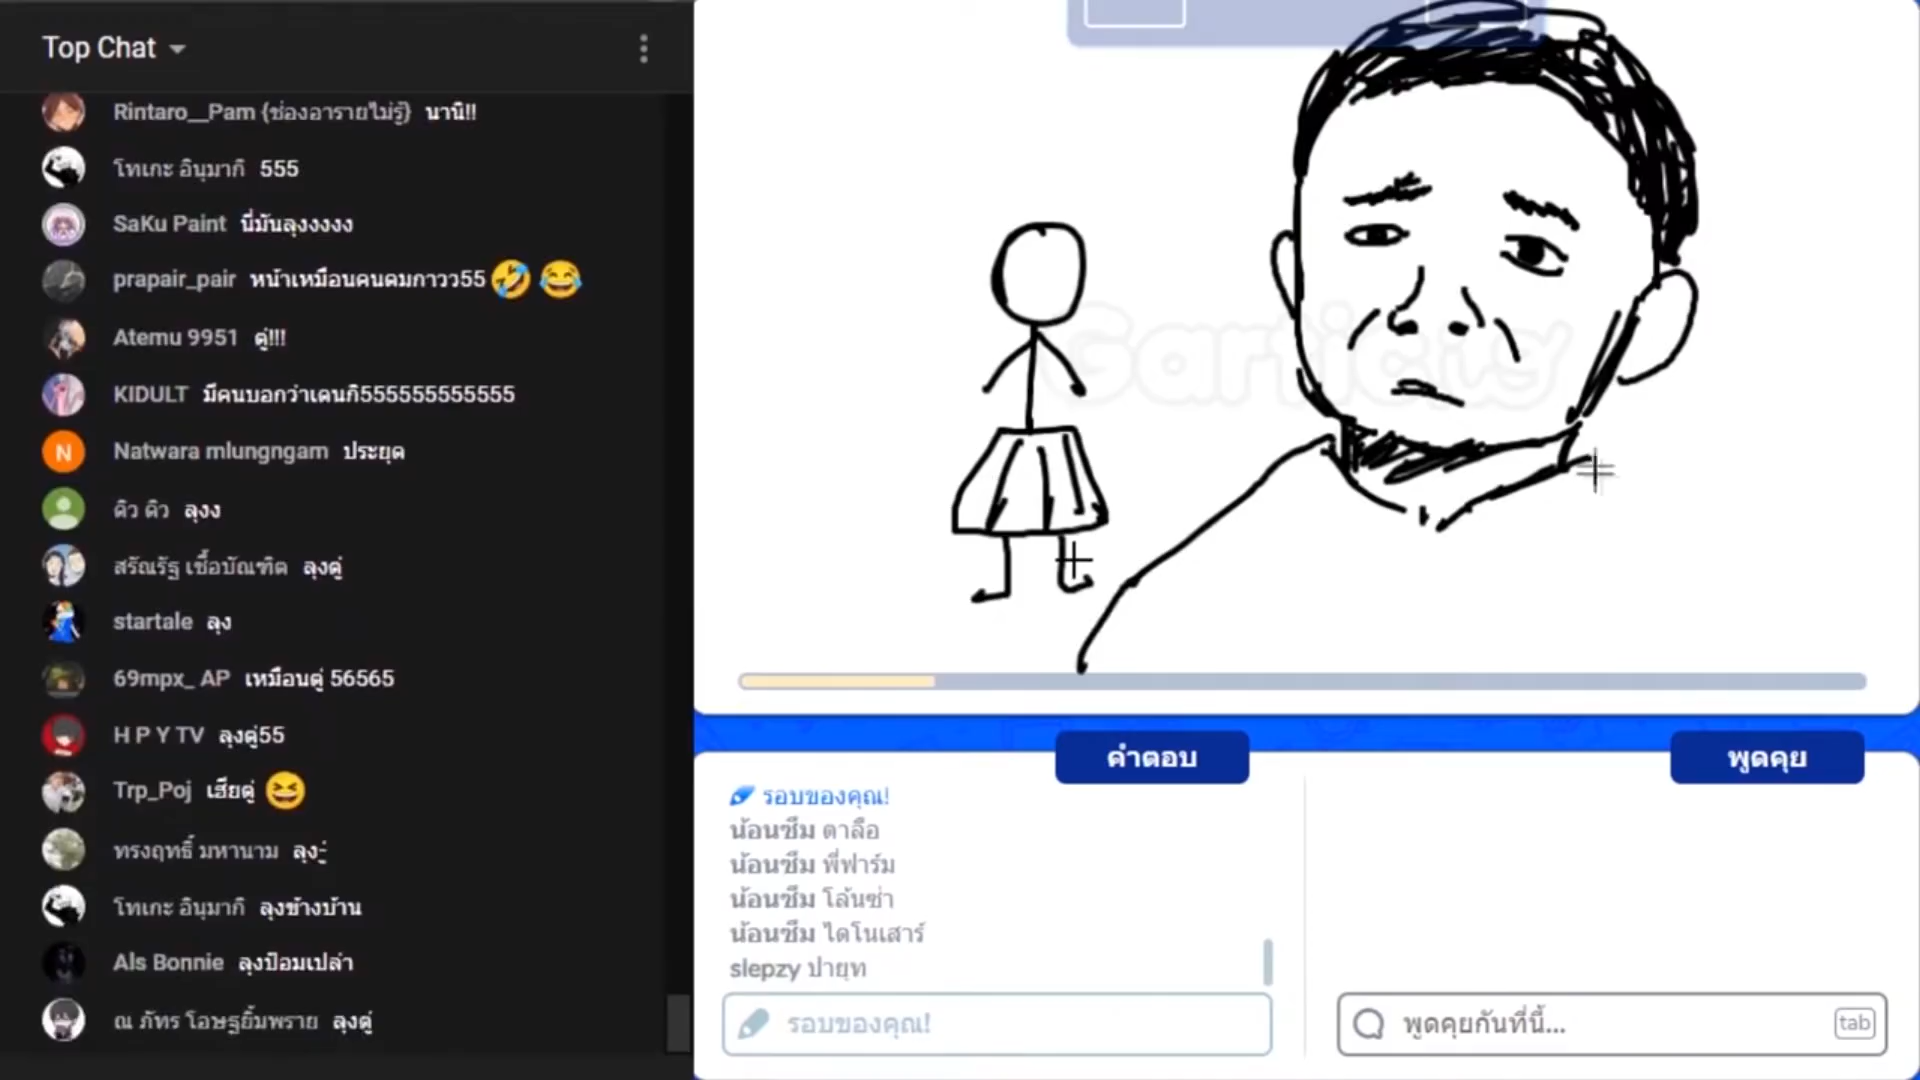 Top Chat
Rintaro__Pam {ช่องอารายไม่รู้} นานิ!!
โทเกะ อินุมากิ 555
SaKu Paint นี่มันลุงงงงง
prapair_pair หน้าเหมือนคนดมกาวว55
Atemu 9951 ตู่!!!
KIDULT มีคนบอกว่าเดนกิ5555555555555
Natwara mlungngam ประยุด
คิว คิว ลุงง
สรัณรัฐ เชื้อบัณฑิต ลุงตู่
startale ลุง
69mpx_ AP เหมือนตู่ 56565
H P Y TV ลุงตู่55
Trp_Poj เฮียตู่
ทรงฤทธิ์ มหานาม ลุง-ู่
โทเกะ อินุมากิ ลุงข้างบ้าน
Als Bonnie ลุงป้อมเปล่า
ณ ภัทร โอษฐยิ้มพราย ลุงตู่
Garticity
คำตอบ
พูดคุย
รอบของคุณ!
น้อนซึม ตาลือ
น้อนซึม พี่ฟาร์ม
น้อนซึม โล้นซ่า
น้อนซึม ไดโนเสาร์
slepzy ปายุท
รอบของคุณ!
พูดคุยกันที่นี้...
tab